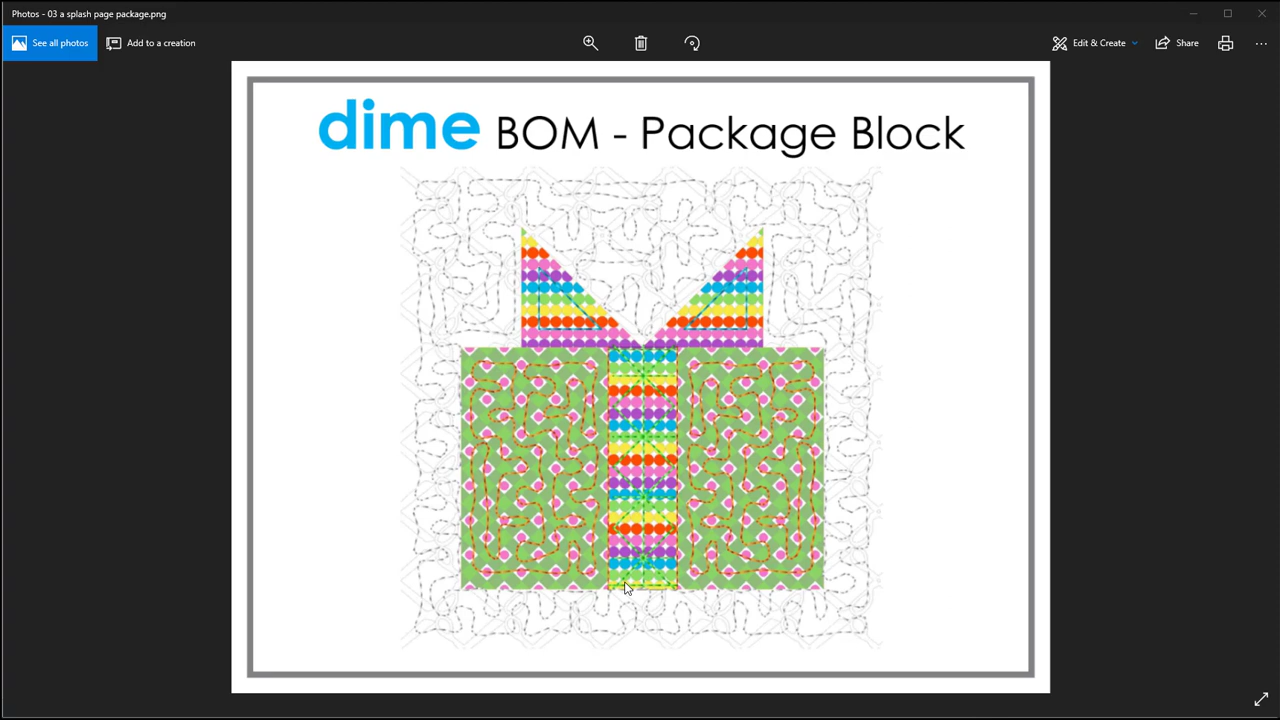 Photos - 03 a splash page package.png
See all photos
Add to a creation
Edit & Create
Share
dime BOM - Package Block